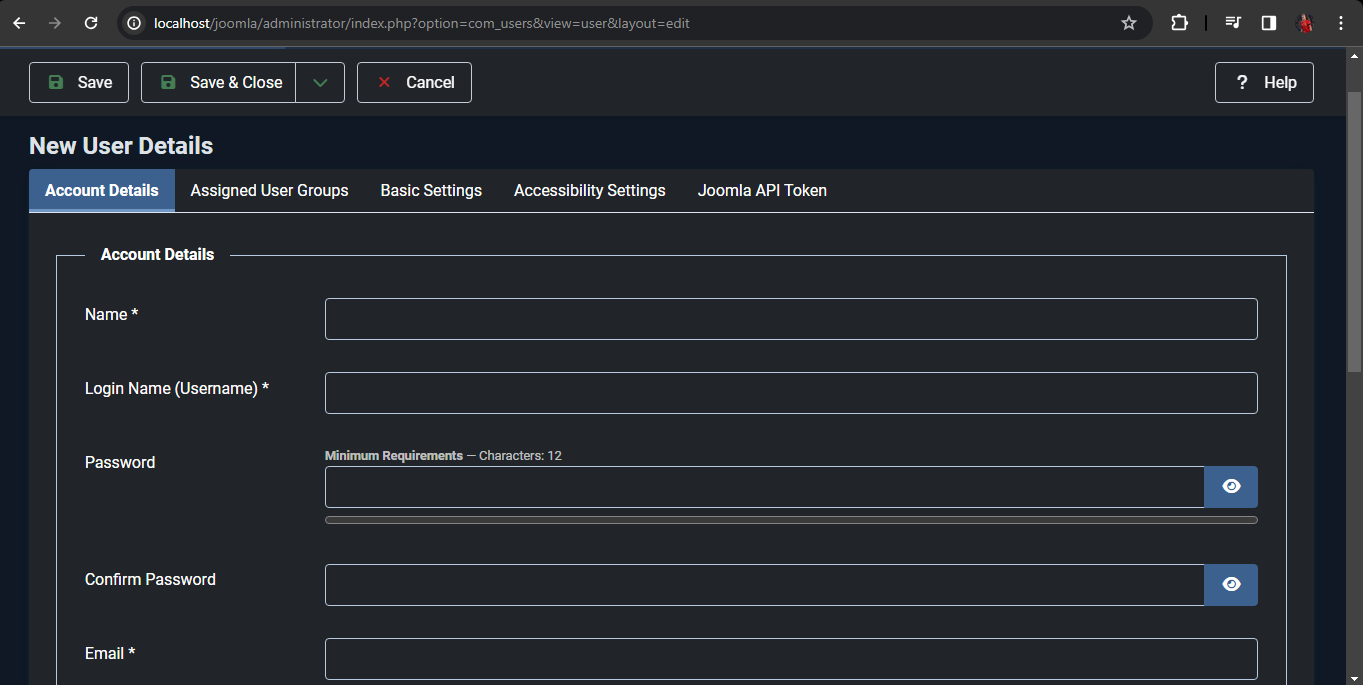 localhost/joomla/administrator/index.php?option=com_users&view=user&layout=edit
Save Save & Close Cancel ? Help
New User Details
Account Details Assigned User Groups Basic Settings Accessibility Settings Joomla API Token
Account Details
Name *
Login Name (Username) *
Minimum Requirements — Characters: 12
Password
Confirm Password
Email *